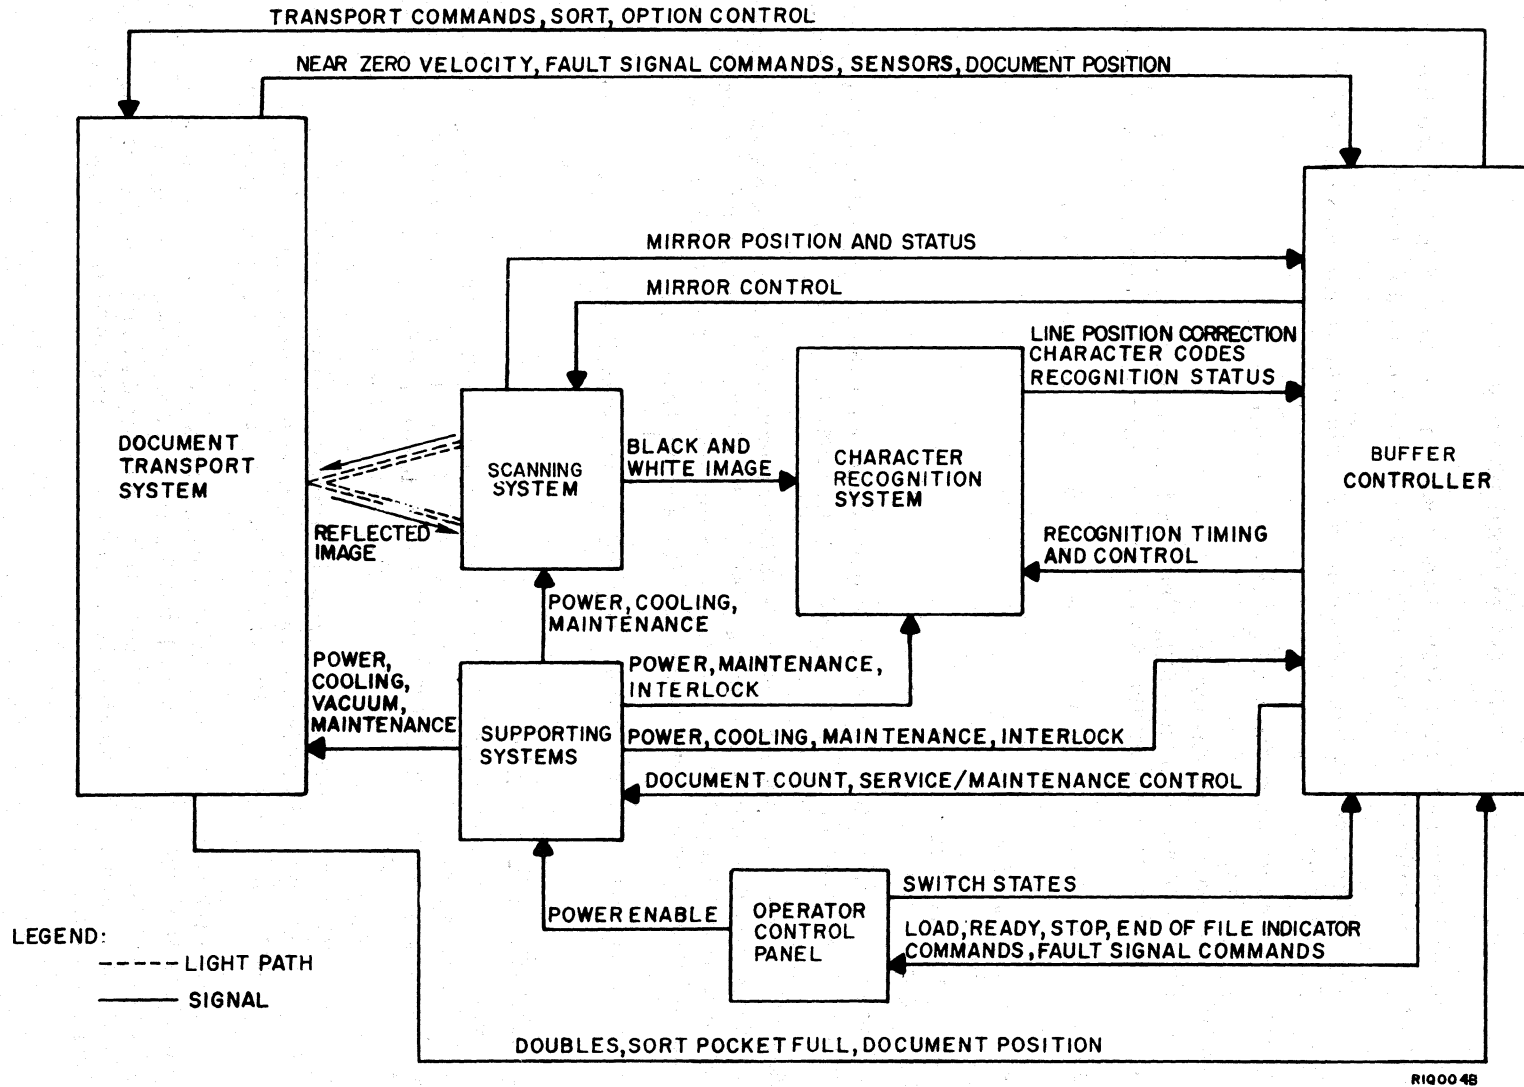 TRANSPORT COMMANDS, SORT, OPTION CONTROL
NEAR ZERO VELOCITY, FAULT SIGNAL COMMANDS, SENSORS, DOCUMENT POSITION
MIRROR POSITION AND STATUS
MIRROR CONTROL
LINE POSITION CORRECTION
CHARACTER CODES
RECOGNITION STATUS
DOCUMENT
TRANSPORT
SYSTEM
SCANNING
SYSTEM
BLACK AND
WHITE IMAGE
CHARACTER
RECOGNITION
SYSTEM
BUFFER
CONTROLLER
REFLECTED
IMAGE
RECOGNITION TIMING
AND CONTROL
POWER, COOLING,
MAINTENANCE
POWER,
COOLING,
VACUUM,
MAINTENANCE
POWER, MAINTENANCE,
INTERLOCK
SUPPORTING
SYSTEMS
POWER, COOLING, MAINTENANCE, INTERLOCK
DOCUMENT COUNT, SERVICE/MAINTENANCE CONTROL
SWITCH STATES
POWER ENABLE
OPERATOR
CONTROL
PANEL
LOAD, READY, STOP, END OF FILE INDICATOR
COMMANDS, FAULT SIGNAL COMMANDS
LEGEND:
LIGHT PATH
SIGNAL
DOUBLES, SORT POCKET FULL, DOCUMENT POSITION
RIQ004B